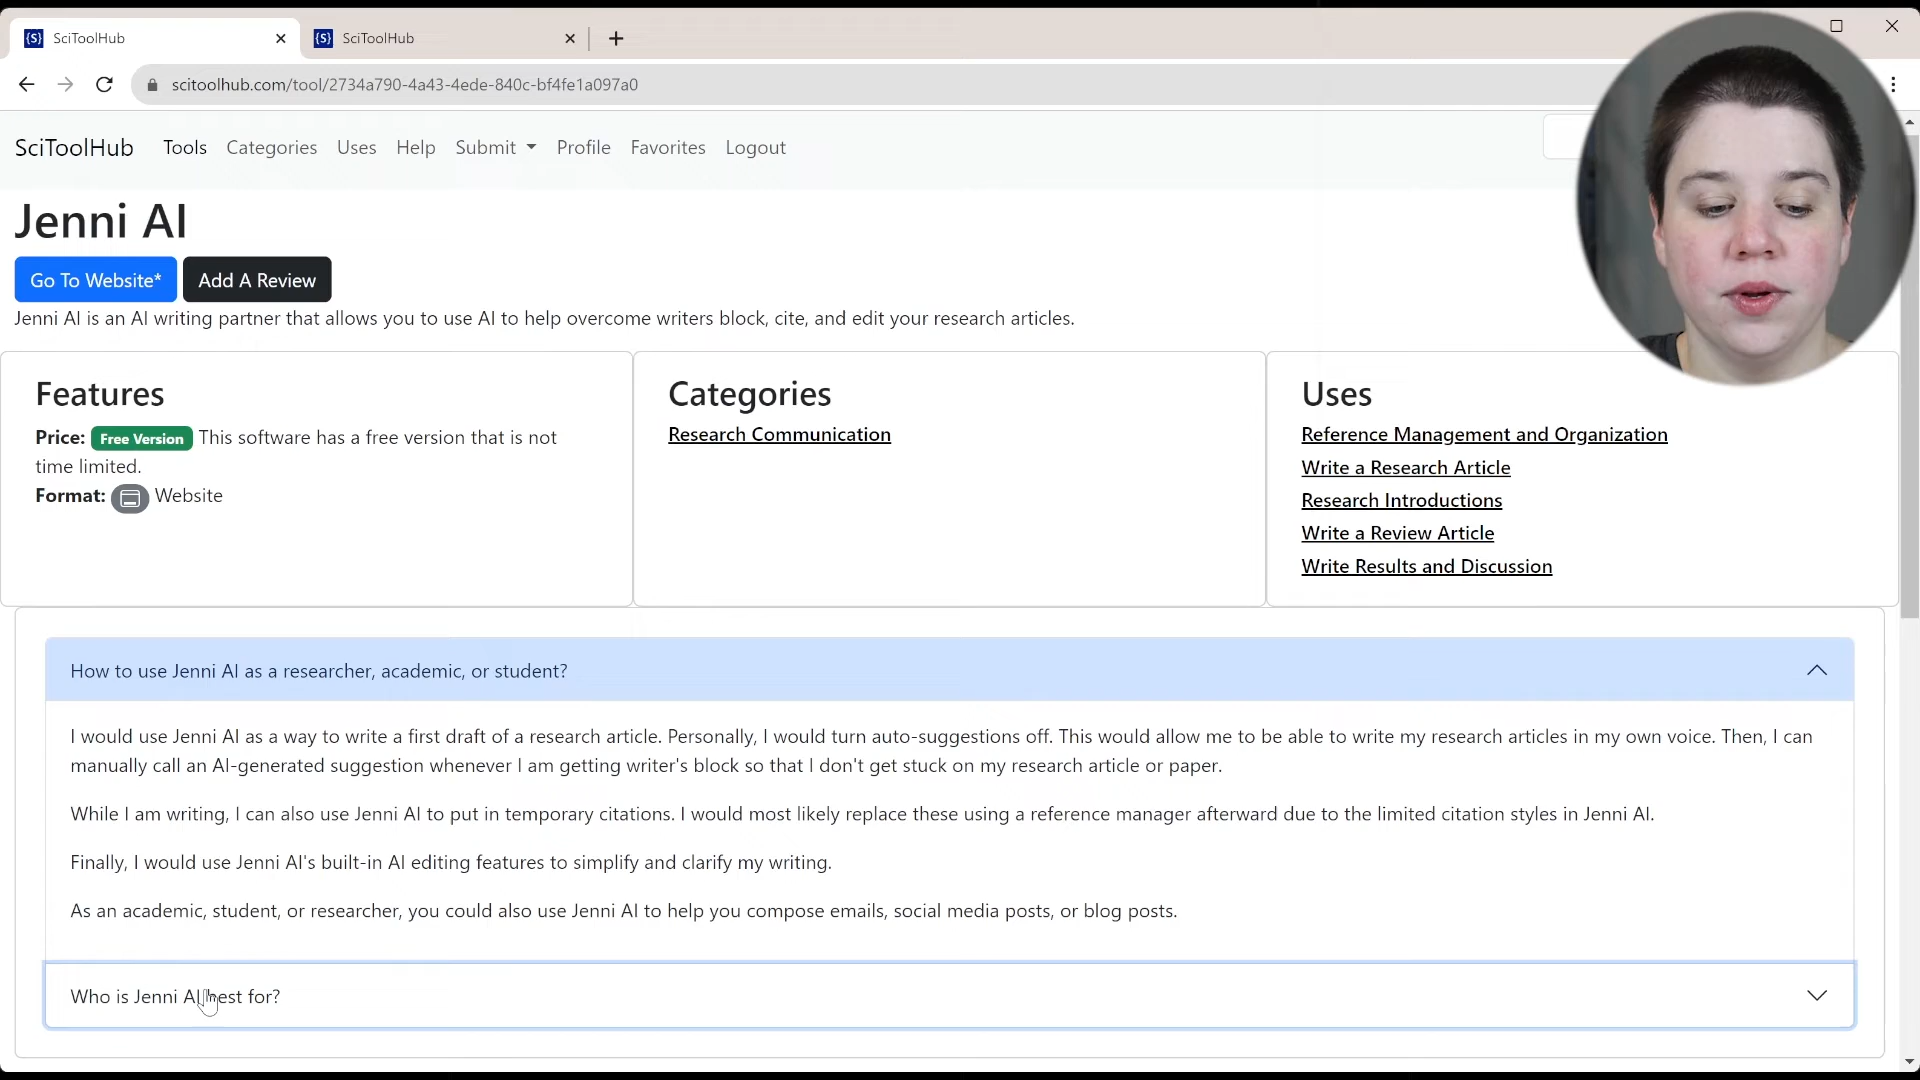 {S} SciToolHub
{S} SciToolHub
scitoolhub.com/tool/2734a790-4a43-4ede-840c-bf4fe1a097a0
SciToolHub Tools Categories Uses Help Submit Profile Favorites Logout
Jenni AI
Go To Website* Add A Review
Jenni AI is an AI writing partner that allows you to use AI to help overcome writers block, cite, and edit your research articles.
Features
Price: Free Version This software has a free version that is not
time limited.
Format: Website
Categories
Research Communication
Uses
Reference Management and Organization
Write a Research Article
Research Introductions
Write a Review Article
Write Results and Discussion
How to use Jenni AI as a researcher, academic, or student?
I would use Jenni AI as a way to write a first draft of a research article. Personally, I would turn auto-suggestions off. This would allow me to be able to write my research articles in my own voice. Then, I can
manually call an AI-generated suggestion whenever I am getting writer's block so that I don't get stuck on my research article or paper.
While I am writing, I can also use Jenni AI to put in temporary citations. I would most likely replace these using a reference manager afterward due to the limited citation styles in Jenni AI.
Finally, I would use Jenni AI's built-in AI editing features to simplify and clarify my writing.
As an academic, student, or researcher, you could also use Jenni AI to help you compose emails, social media posts, or blog posts.
Who is Jenni AI best for?